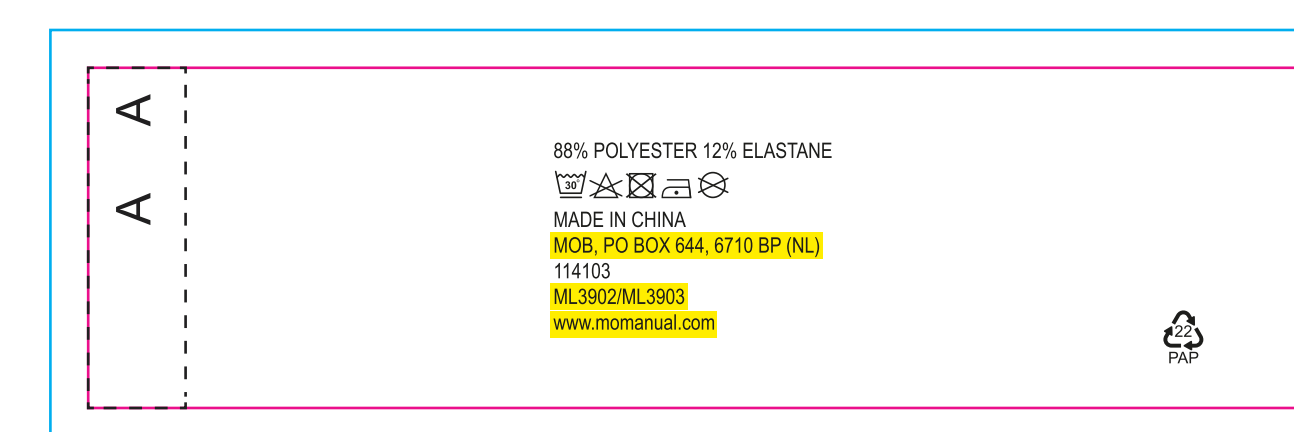 A
A
88% POLYESTER 12% ELASTANE
30°
MADE IN CHINA
MOB, PO BOX 644, 6710 BP (NL)
114103
ML3902/ML3903
www.momanual.com
22
PAP